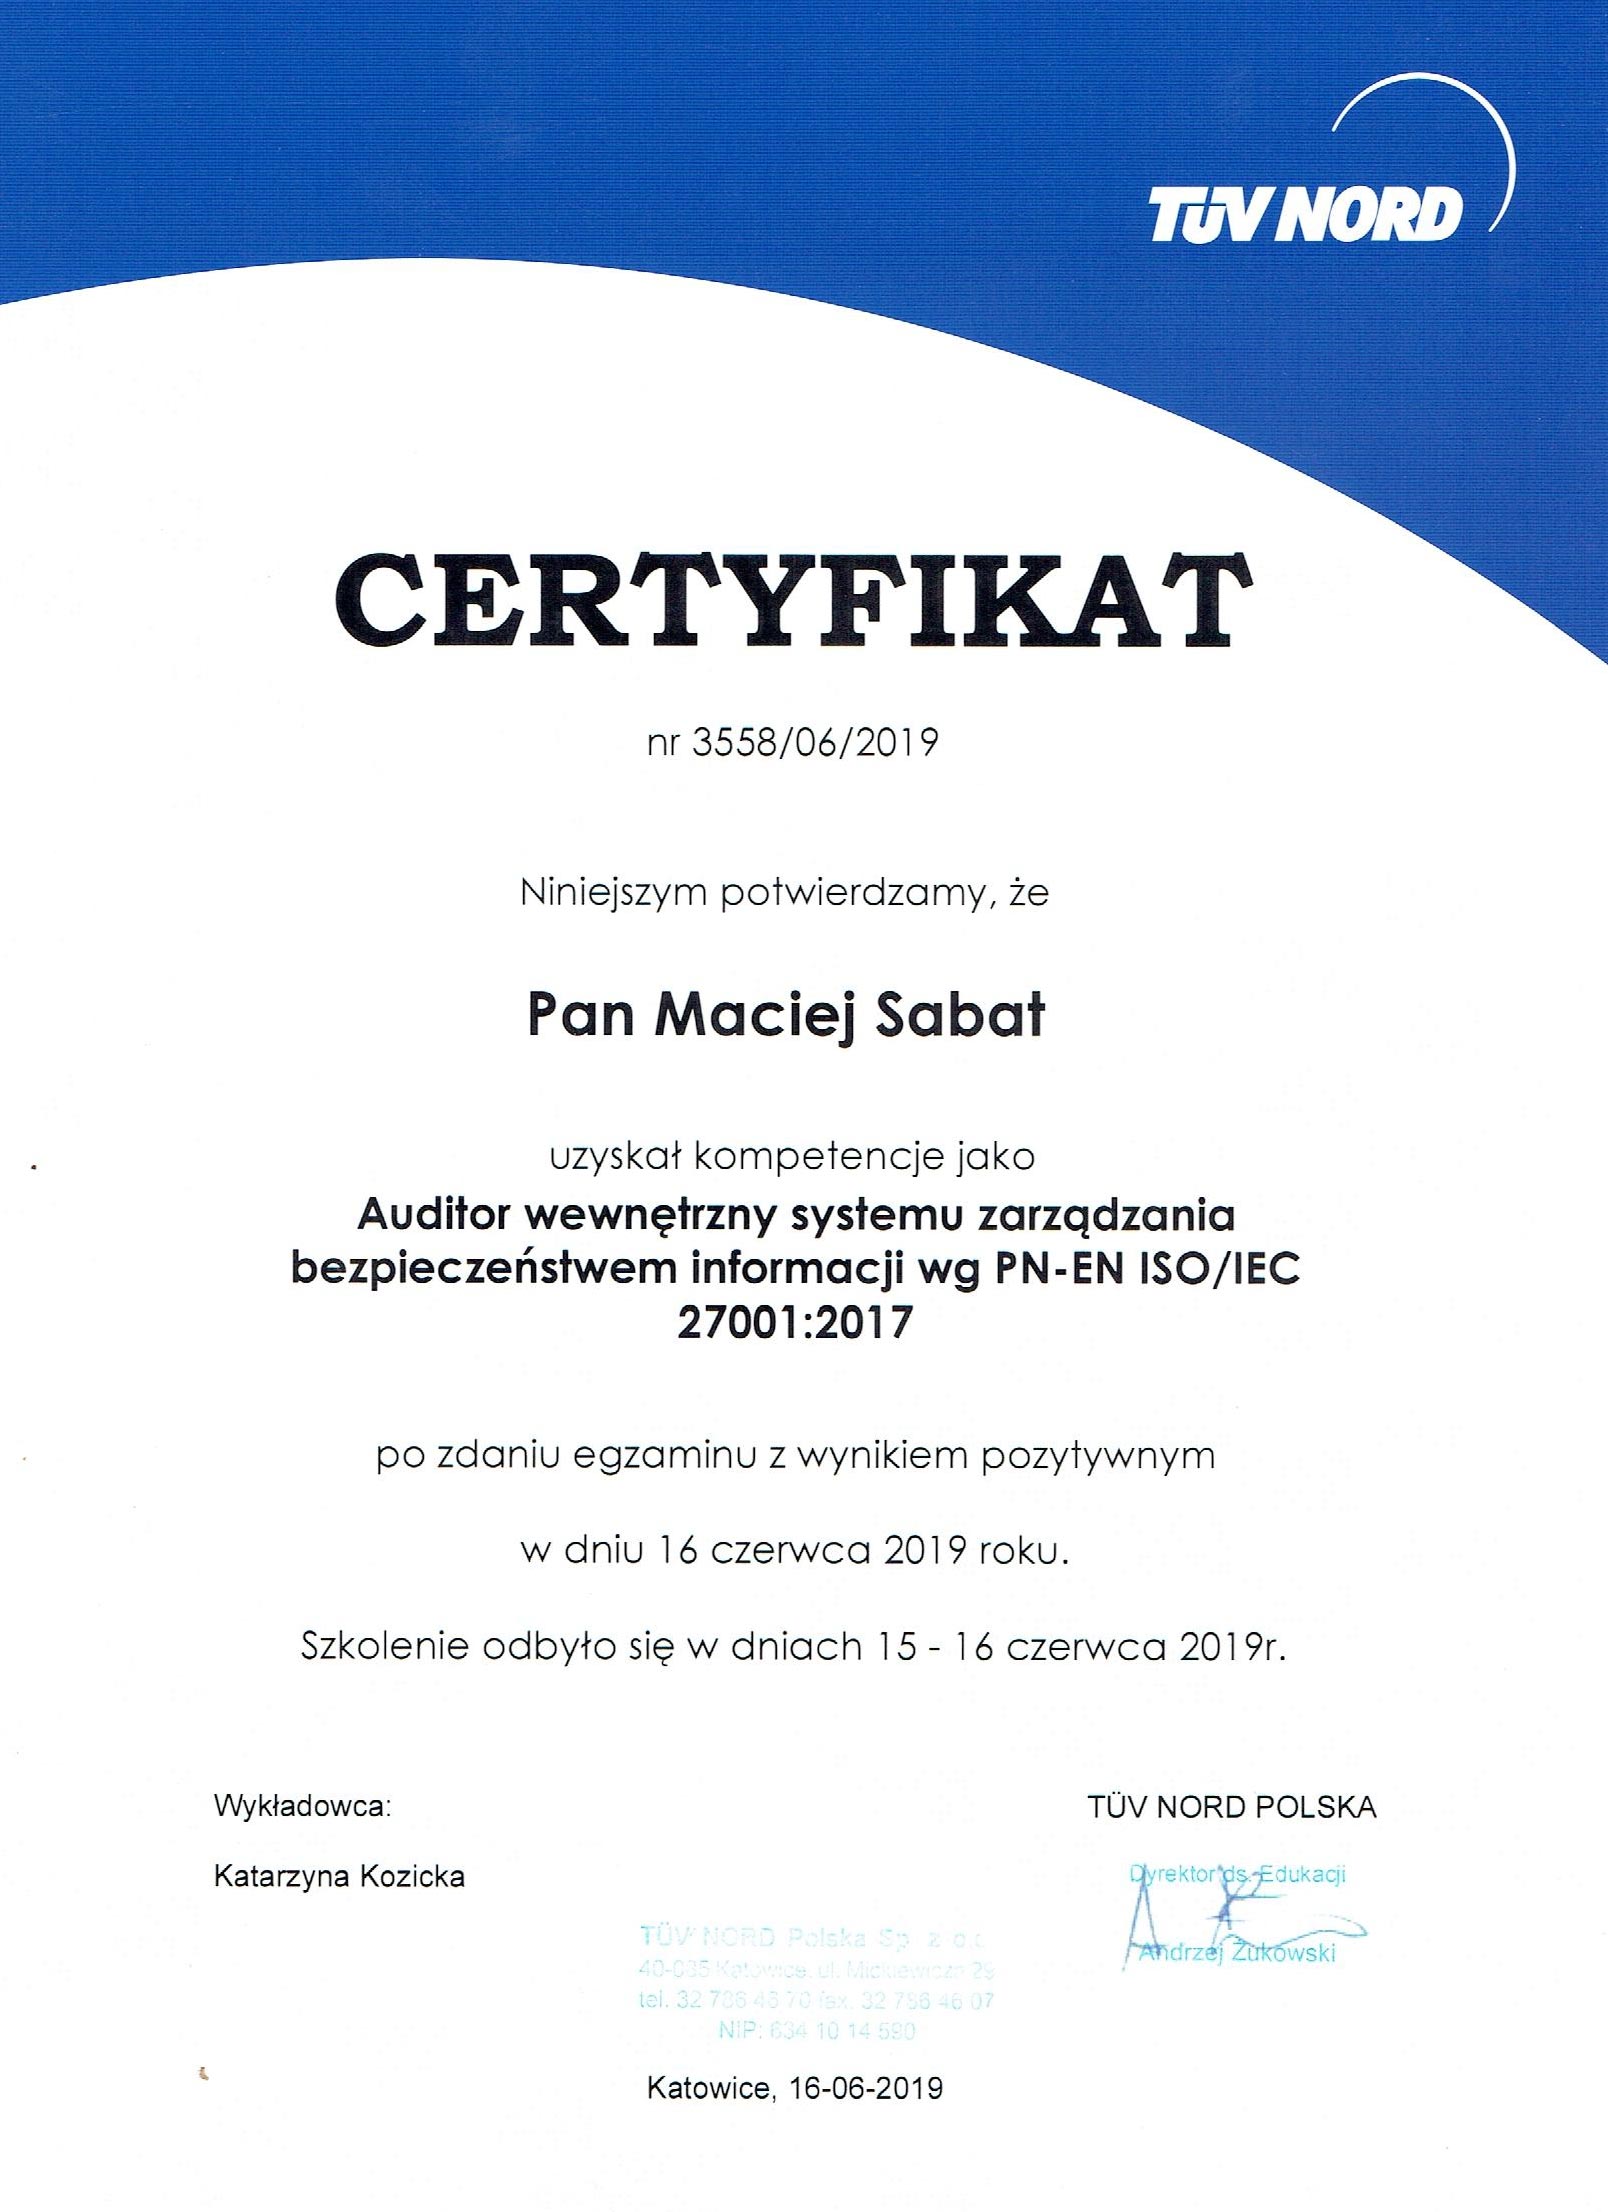 TÜV NORD
CERTYFIKAT
nr 3558/06/2019
Niniejszym potwierdzamy, że
Pan Maciej Sabat
uzyskał kompetencje jako
Auditor wewnętrzny systemu zarządzania
bezpieczeństwem informacji wg PN-EN ISO/IEC
27001:2017
po zdaniu egzaminu z wynikiem pozytywnym
w dniu 16 czerwca 2019 roku.
Szkolenie odbyło się w dniach 15 - 16 czerwca 2019r.
Wykładowca:
Katarzyna Kozicka
TÜV NORD POLSKA
Dyrektor ds. Edukacji
Andrzej Żukowski
TÜV NORD Polska Sp. z o.o.
40-085 Katowice, ul. Mickiewicza 29
tel. 32 786 46 70 fax. 32 786 46 07
NIP: 634 10 14 590
Katowice, 16-06-2019